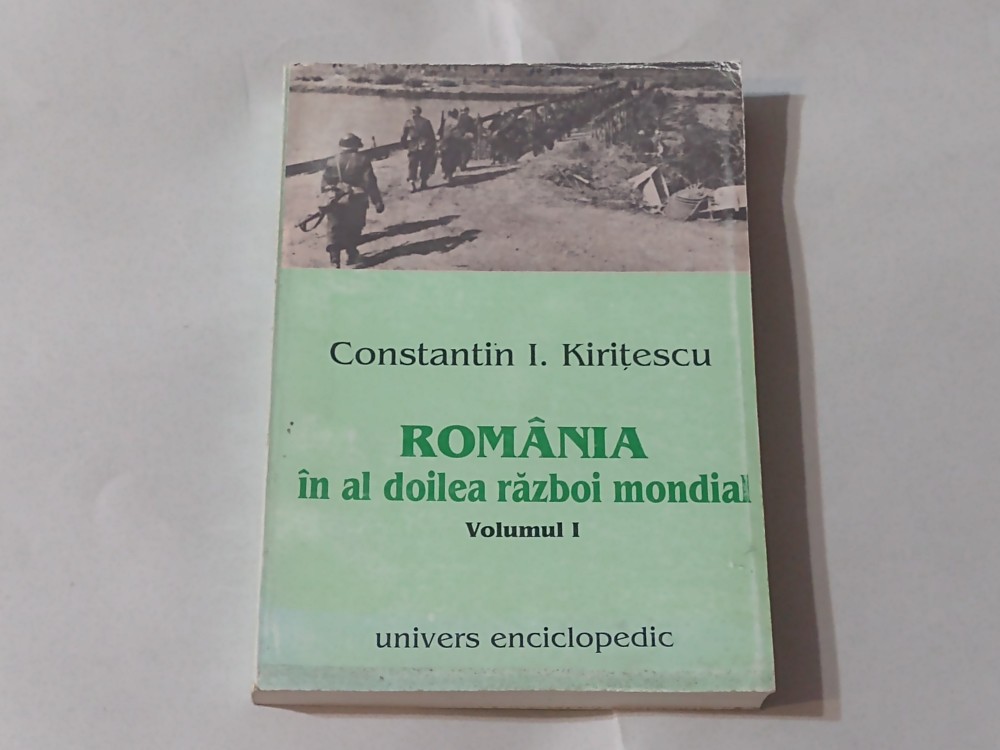 Constantin I. Kirițescu
ROMÂNIA
în al doilea război mondial
Volumul I
univers enciclopedic